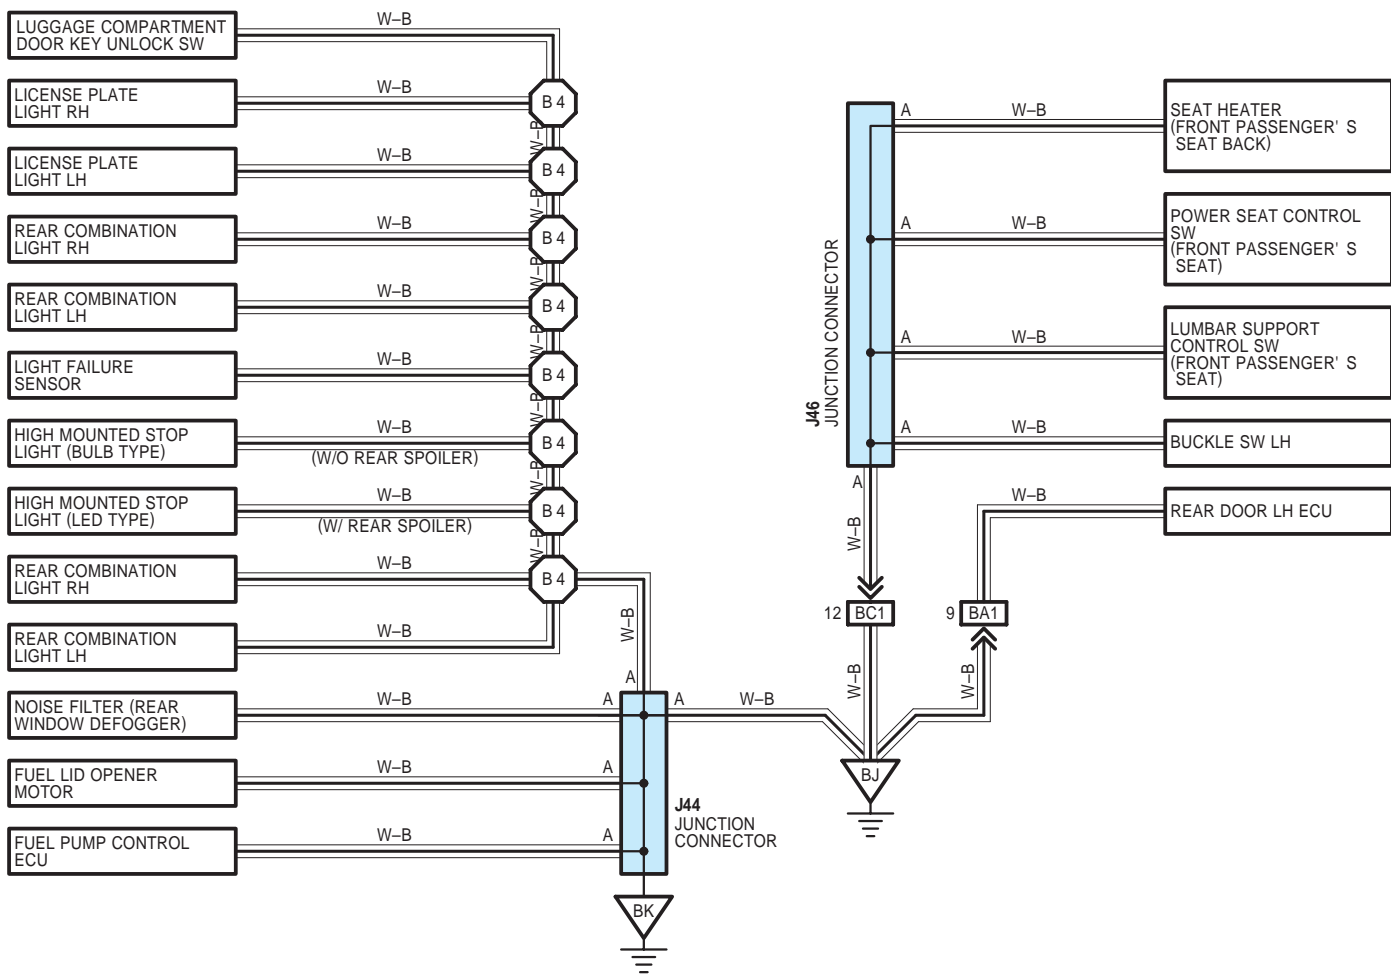 LUGGAGE COMPARTMENT
DOOR KEY UNLOCK SW
W–B
LICENSE PLATE
LIGHT RH
W–B
B 4
W–B
LICENSE PLATE
LIGHT LH
W–B
B 4
W–B
REAR COMBINATION
LIGHT RH
W–B
B 4
W–B
REAR COMBINATION
LIGHT LH
W–B
B 4
W–B
LIGHT FAILURE
SENSOR
W–B
B 4
W–B
HIGH MOUNTED STOP
LIGHT (BULB TYPE)
W–B
(W/O REAR SPOILER)
B 4
W–B
HIGH MOUNTED STOP
LIGHT (LED TYPE)
W–B
(W/ REAR SPOILER)
B 4
W–B
REAR COMBINATION
LIGHT RH
W–B
B 4
W–B
A
REAR COMBINATION
LIGHT LH
W–B
NOISE FILTER (REAR
WINDOW DEFOGGER)
W–B
A
A
W–B
FUEL LID OPENER
MOTOR
W–B
A
FUEL PUMP CONTROL
ECU
W–B
A
J44
JUNCTION
CONNECTOR
BK
J46
JUNCTION CONNECTOR
A
W–B
SEAT HEATER
(FRONT PASSENGER' S
SEAT BACK)
A
W–B
POWER SEAT CONTROL
SW
(FRONT PASSENGER' S
SEAT)
A
W–B
LUMBAR SUPPORT
CONTROL SW
(FRONT PASSENGER' S
SEAT)
A
W–B
BUCKLE SW LH
A
W–B
W–B
REAR DOOR LH ECU
12
BC1
9
BA1
W–B
W–B
BJ